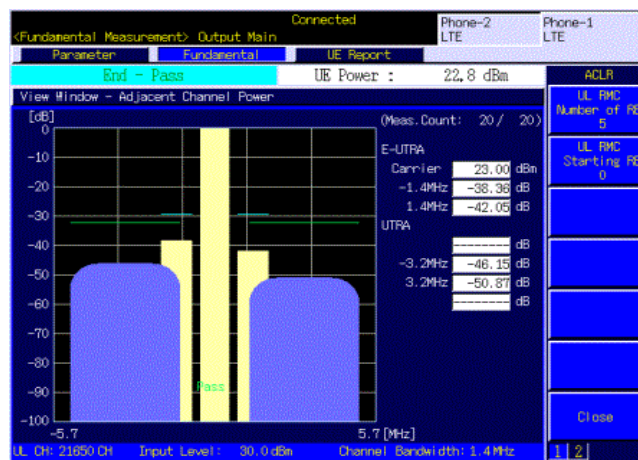 Connected
Phone-2
LTE
Phone-1
LTE
<Fundamental Measurement> Output Main
Parameter
Fundamental
UE Report
End - Pass
UE Power : 22.8 dBm
ACLR
View Window - Adjacent Channel Power
UL RMC
Number of RB
5
UL RMC
Starting RB
0
Close
1 2
[dB]
0
-10
-20
-30
-40
-50
-60
-70
-80
-90
-100
Pass
-5.7
5.7[MHz]
(Meas.Count: 20/ 20)
E-UTRA
Carrier 23.00 dBm
-1.4MHz -38.36 dB
1.4MHz -42.05 dB
UTRA
------- dB
-3.2MHz -46.15 dB
3.2MHz -50.87 dB
------- dB
UL CH: 21650 CH Input Level: 30.0 dBm Channel Bandwidth: 1.4 MHz